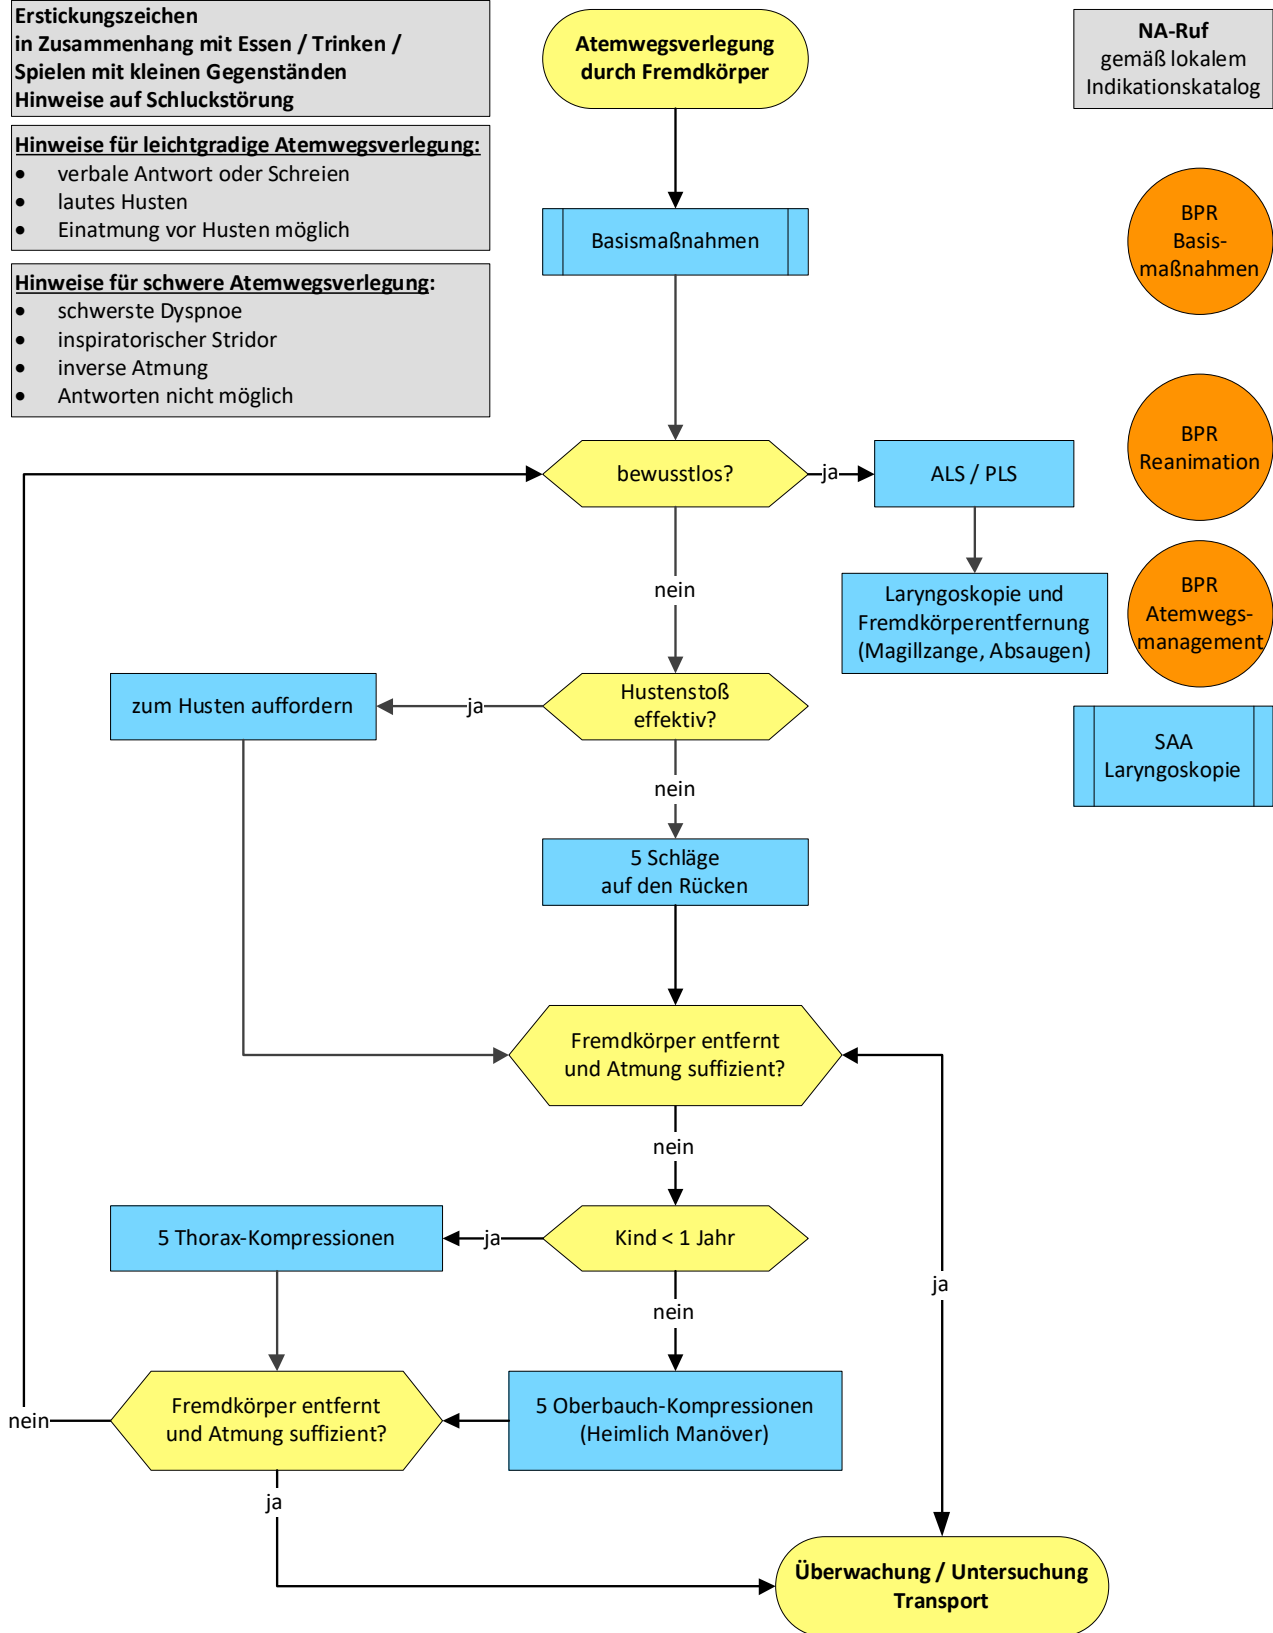 Erstickungszeichen
in Zusammenhang mit Essen / Trinken /
Spielen mit kleinen Gegenständen
Hinweise auf Schluckstörung
Hinweise für leichtgradige Atemwegsverlegung:
• verbale Antwort oder Schreien
• lautes Husten
• Einatmung vor Husten möglich
Hinweise für schwere Atemwegsverlegung:
• schwerste Dyspnoe
• inspiratorischer Stridor
• inverse Atmung
• Antworten nicht möglich
Atemwegsverlegung
durch Fremdkörper
NA-Ruf
gemäß lokalem
Indikationskatalog
Basismaßnahmen
BPR
Basis-
maßnahmen
bewusstlos?
ja
ALS / PLS
BPR
Reanimation
nein
Laryngoskopie und
Fremdkörperentfernung
(Magillzange, Absaugen)
BPR
Atemwegs-
management
zum Husten auffordern
ja
Hustenstoß
effektiv?
SAA
Laryngoskopie
nein
5 Schläge
auf den Rücken
Fremdkörper entfernt
und Atmung suffizient?
nein
5 Thorax-Kompressionen
ja
Kind < 1 Jahr
ja
nein
nein
Fremdkörper entfernt
und Atmung suffizient?
5 Oberbauch-Kompressionen
(Heimlich Manöver)
ja
Überwachung / Untersuchung
Transport